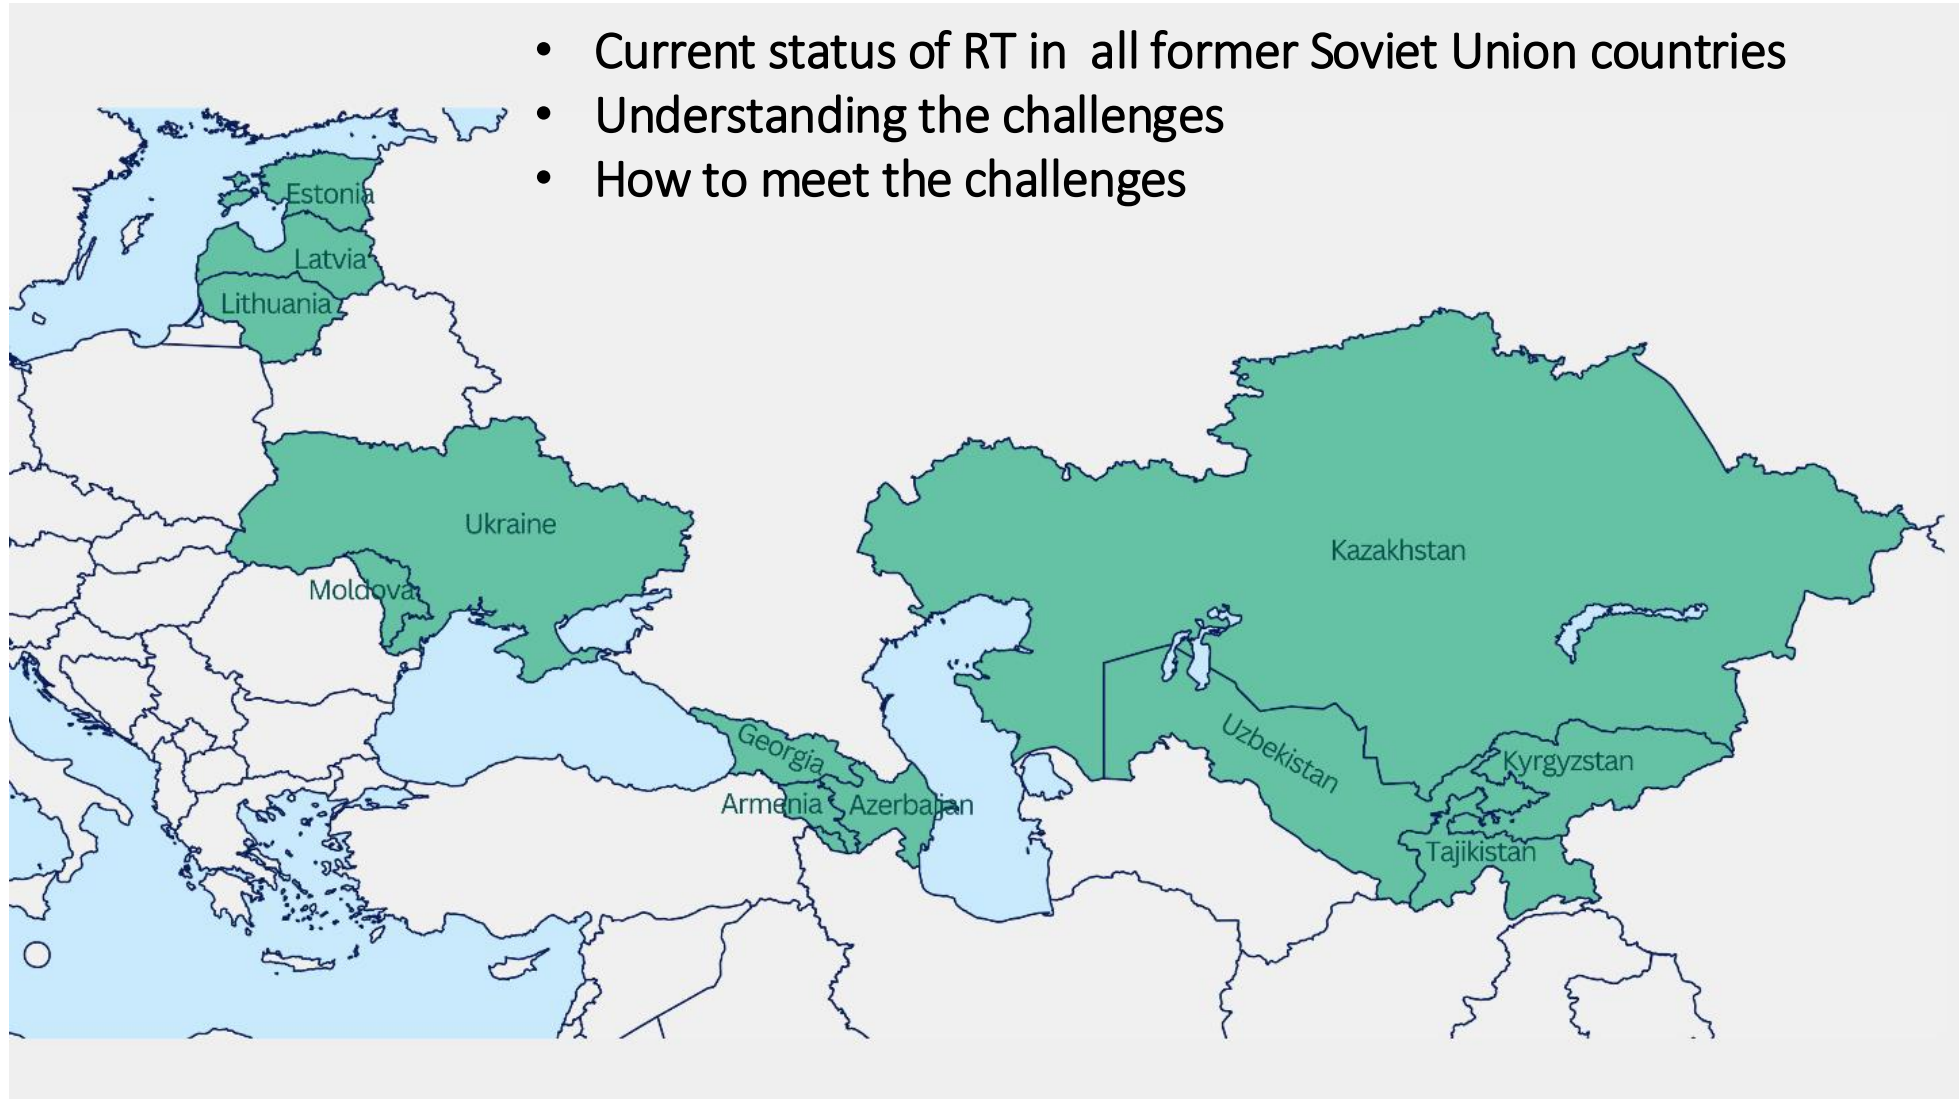 • Current status of RT in  all former Soviet Union countries
• Understanding the challenges
• How to meet the challenges
Estonia
Latvia
Lithuania
Ukraine
Kazakhstan
Moldova
Georgia
Uzbekistan
Kyrgyzstan
Armenia
Azerbaijan
Tajikistan